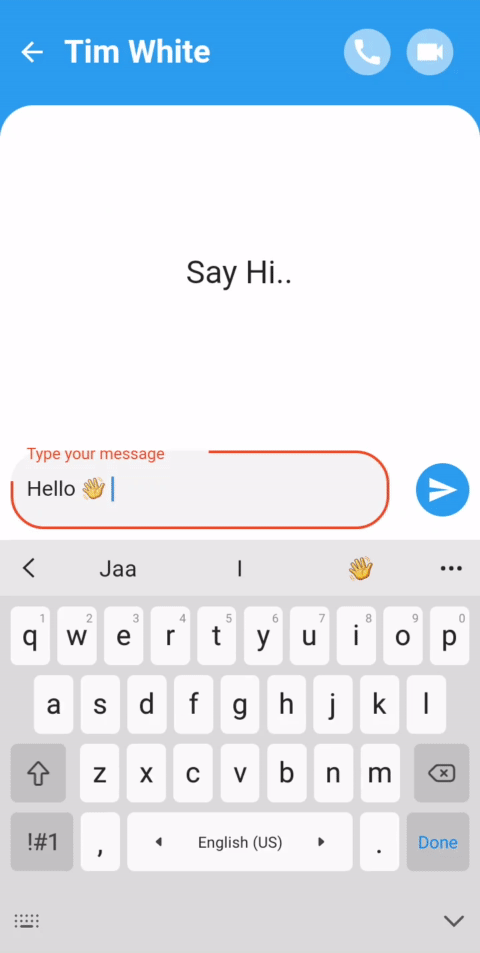 Tim White
Say Hi..
Type your message
Hello 👋
Jaa I 👋 •••
1 2 3 4 5 6 7 8 9 0
q w e r t y u i o p
a s d f g h j k l
z x c v b n m
!#1 , English (US) . Done